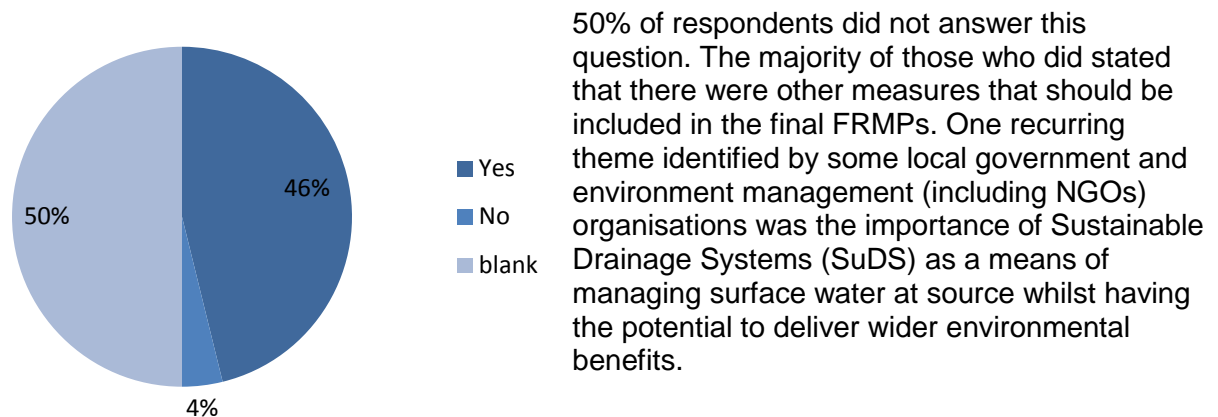 46%
50%
4%
Yes
No
blank
50% of respondents did not answer this
question. The majority of those who did stated
that there were other measures that should be
included in the final FRMPs. One recurring
theme identified by some local government and
environment management (including NGOs)
organisations was the importance of Sustainable
Drainage Systems (SuDS) as a means of
managing surface water at source whilst having
the potential to deliver wider environmental
benefits.